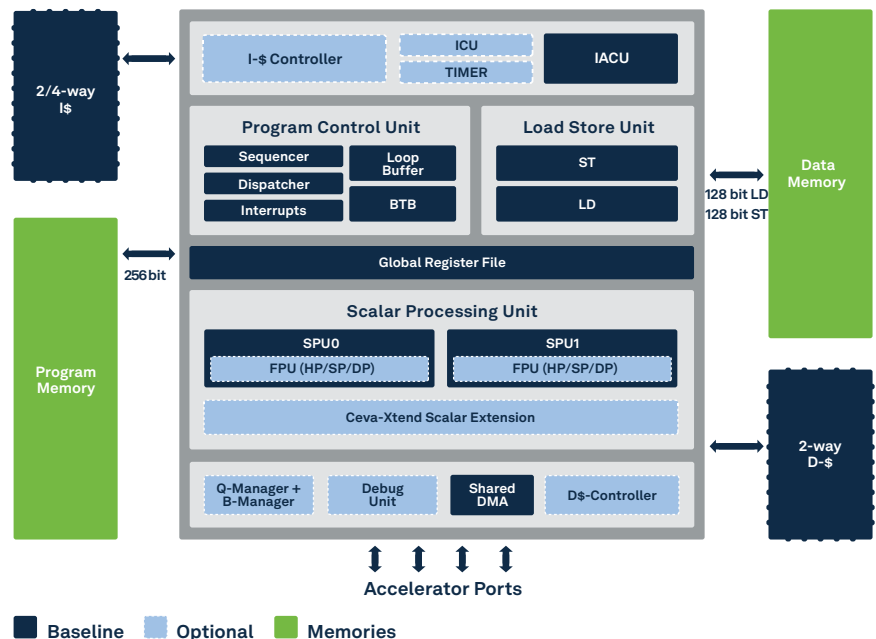 2/4-way
I$
I-$ Controller
ICU
TIMER
IACU
Program Control Unit
Sequencer
Dispatcher
Interrupts
Loop
Buffer
BTB
Load Store Unit
ST
LD
128 bit LD
128 bit ST
Data
Memory
256bit
Program
Memory
Global Register File
Scalar Processing Unit
SPU0
FPU (HP/SP/DP)
SPU1
FPU (HP/SP/DP)
Ceva-Xtend Scalar Extension
2-way
D-$
Q-Manager +
B-Manager
Debug
Unit
Shared
DMA
D$-Controller
Accelerator Ports
Baseline
Optional
Memories